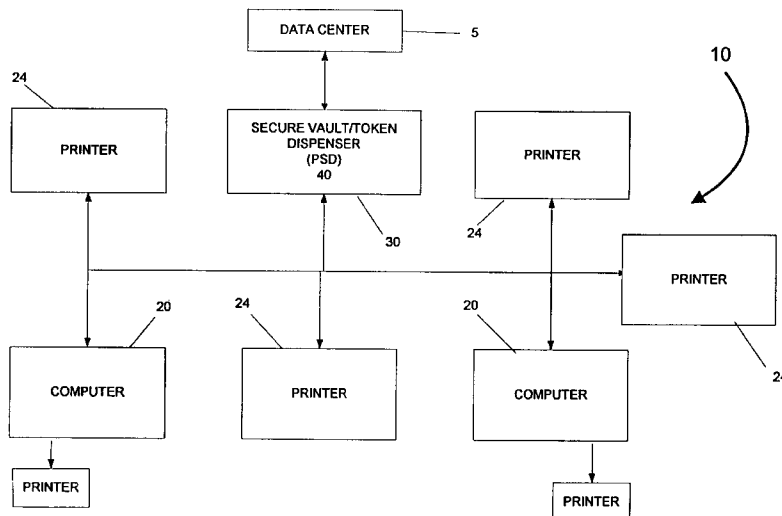 DATA CENTER
5
10
24
PRINTER
SECURE VAULT/TOKEN
DISPENSER
(PSD)
40
30
PRINTER
24
PRINTER
24
20
COMPUTER
24
PRINTER
20
COMPUTER
PRINTER
PRINTER